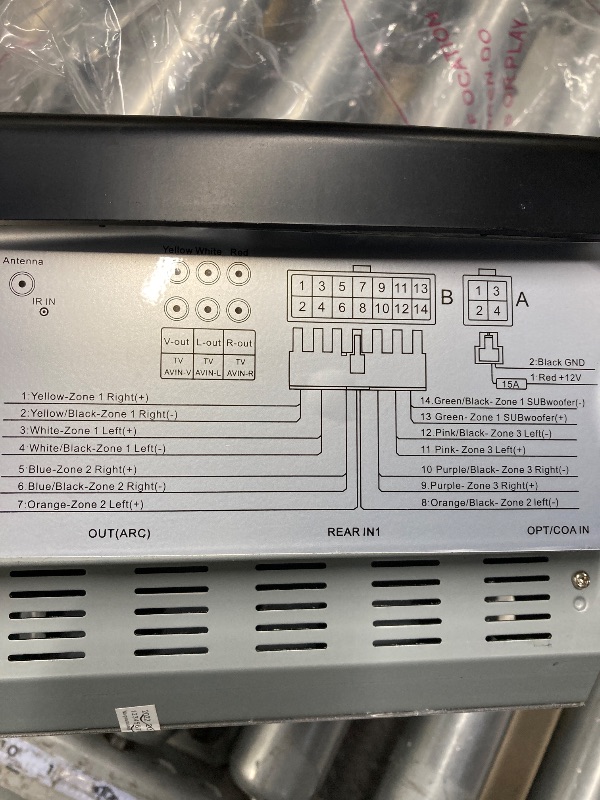 OCATION
PEN DO
S OR PLAY
Antenna
IR IN
Yellow White Red
V-out L-out R-out
TV TV TV
AVIN-V AVIN-L AVIN-R
1 3 5 7 9 11 13
2 4 6 8 10 12 14
B
1 3
2 4
A
2:Black GND
1:Red +12V
15A
1:Yellow-Zone 1 Right(+)
2:Yellow/Black-Zone 1 Right(-)
3:White-Zone 1 Left(+)
4:White/Black-Zone 1 Left(-)
5:Blue-Zone 2 Right(+)
6:Blue/Black-Zone 2 Right(-)
7:Orange-Zone 2 Left(+)
14.Green/Black- Zone 1 SUBwoofer(-)
13 Green- Zone 1 SUBwoofer(+)
12 Pink/Black- Zone 3 Left(-)
11 Pink- Zone 3 Left(+)
10 Purple/Black- Zone 3 Right(-)
9.Purple- Zone 3 Right(+)
8:Orange/Black- Zone 2 left(-)
OUT(ARC)
REAR IN1
OPT/COA IN